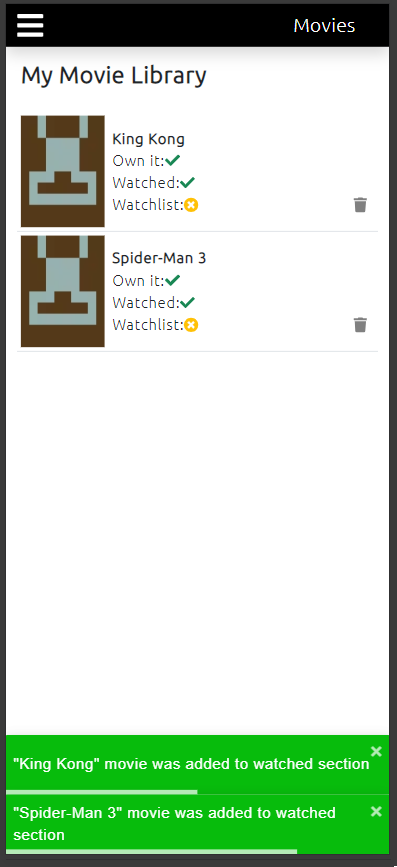 Movies
My Movie Library
King Kong
Own it:
Watched:
Watchlist:
Spider-Man 3
Own it:
Watched:
Watchlist:
"King Kong" movie was added to watched section
"Spider-Man 3" movie was added to watched
section